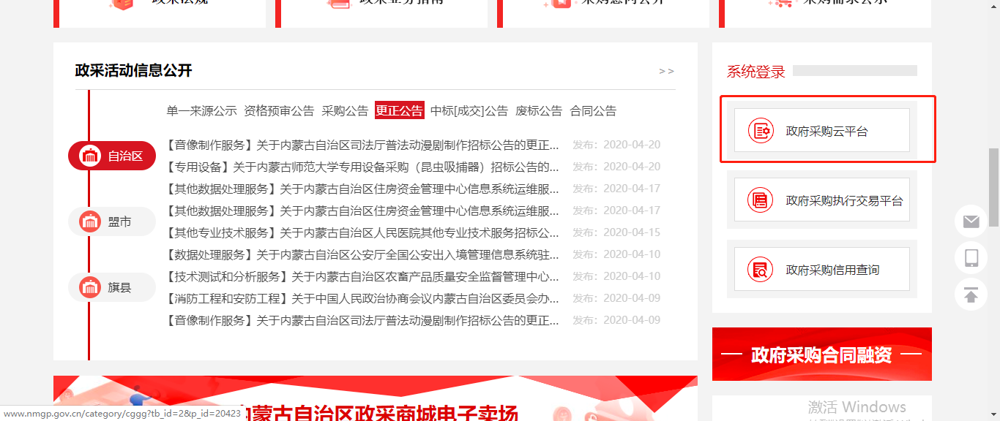 政采法规
政采业务指南
采购意向公开
采购需求公示
政采活动信息公开
>>
单一来源公示 资格预审公告 采购公告 更正公告 中标[成交]公告 废标公告 合同公告
自治区
盟市
旗县
【音像制作服务】关于内蒙古自治区司法厅普法动漫剧制作招标公告的更正... 发布：2020-04-20
【专用设备】关于内蒙古师范大学专用设备采购（昆虫吸捕器）招标公告的... 发布：2020-04-20
【其他数据处理服务】关于内蒙古自治区住房资金管理中心信息系统运维服... 发布：2020-04-17
【其他数据处理服务】关于内蒙古自治区住房资金管理中心信息系统运维服... 发布：2020-04-17
【其他专业技术服务】关于内蒙古自治区人民医院其他专业技术服务招标公... 发布：2020-04-15
【数据处理服务】关于内蒙古自治区公安厅全国公安出入境管理信息系统驻... 发布：2020-04-10
【技术测试和分析服务】关于内蒙古自治区农畜产品质量安全监督管理中心... 发布：2020-04-10
【消防工程和安防工程】关于中国人民政治协商会议内蒙古自治区委员会办... 发布：2020-04-09
【音像制作服务】关于内蒙古自治区司法厅普法动漫剧制作招标公告的更正... 发布：2020-04-09
系统登录
政府采购云平台
政府采购执行交易平台
政府采购信用查询
政府采购合同融资
内蒙古自治区政采商城电子卖场
www.nmgp.gov.cn/category/cggg?tb_id=2&p_id=20423
激活 Windows